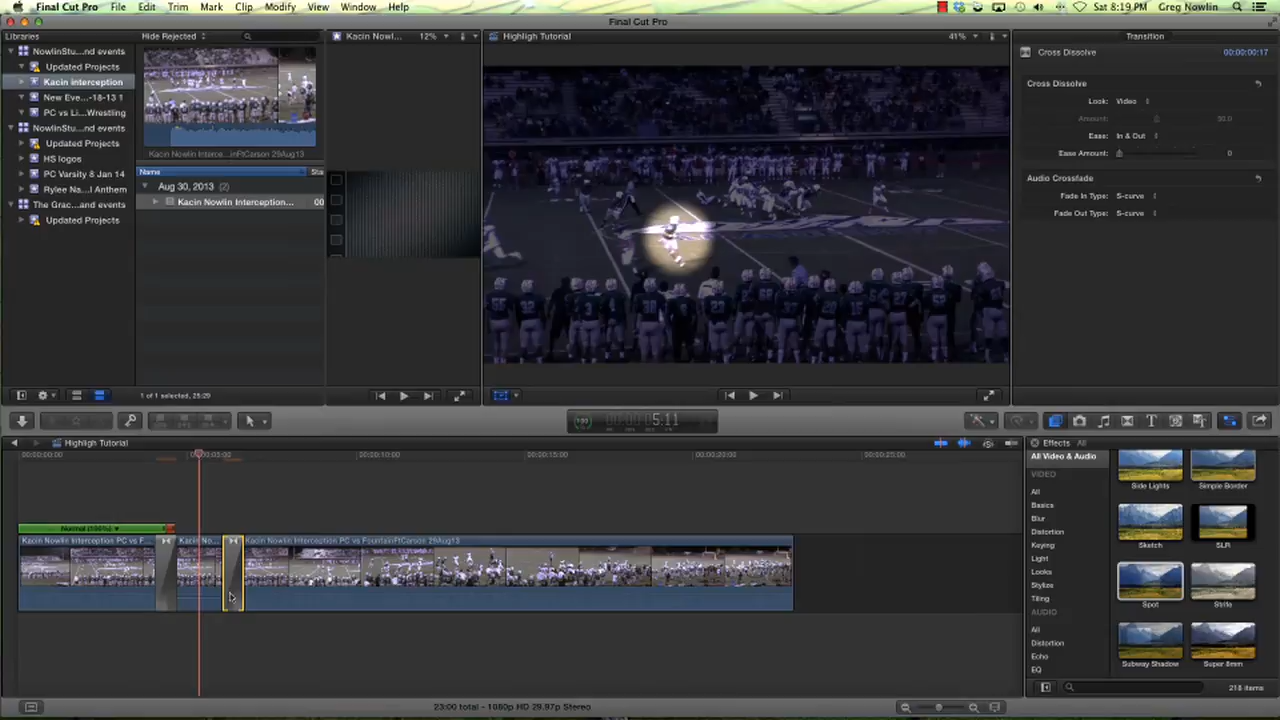 Final Cut Pro File Edit Trim Mark Clip Modify View Window Help Sat 8:19 PM Greg Nowlin
Final Cut Pro
Libraries
NowlinStu...nd events
Updated Projects
Kacin interception
New Eve...-18-13 1
PC vs Li...Wrestling
NowlinStu...nd events
Updated Projects
HS logos
PC Varsity & Jan 14
Rylee Na...l Anthem
The Grac...and events
Updated Projects
Hide Rejected
Kacin Nowlin Interce...inFtCarson 29Aug13
Name Sta
Aug 30, 2013 (2)
Kacin Nowlin Interception... 00
1 of 1 selected, 25:29
Kacin Nowl... 12%
Highligh Tutorial 41%
Transition
Cross Dissolve 00:00:00:17
Cross Dissolve
Look: Video
Amount: 50.0
Ease: In & Out
Ease Amount: 0
Audio Crossfade
Fade In Type: S-curve
Fade Out Type: S-curve
5:11
Highligh Tutorial
00:00:00:00 00:00:05:00 00:00:10:00 00:00:15:00 00:00:20:00 00:00:25:00
Normal (100%)
Kacin Nowlin Interception PC vs F... Kacin No... Kacin Nowlin Interception PC vs FountainFtCarson 29Aug13
23:00 total - 1080p HD 29.97p Stereo
Effects All
All Video & Audio
VIDEO
All
Basics
Blur
Distortion
Keying
Light
Looks
Stylize
Tiling
AUDIO
All
Distortion
Echo
EQ
Side Lights Simple Border
Sketch SLR
Spot Strife
Subway Shadow Super 8mm
218 items